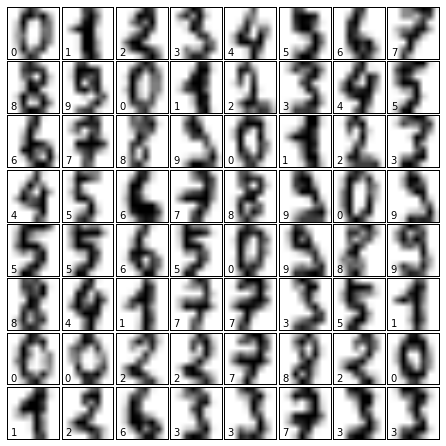 0 1 2 3 4 5 6 7
8 9 0 1 2 3 4 5
6 7 8 9 0 1 2 3
4 5 6 7 8 9 0 9
5 5 6 5 0 9 8 9
8 4 1 7 7 3 5 1
0 0 2 2 7 8 2 0
1 2 6 3 3 7 3 3